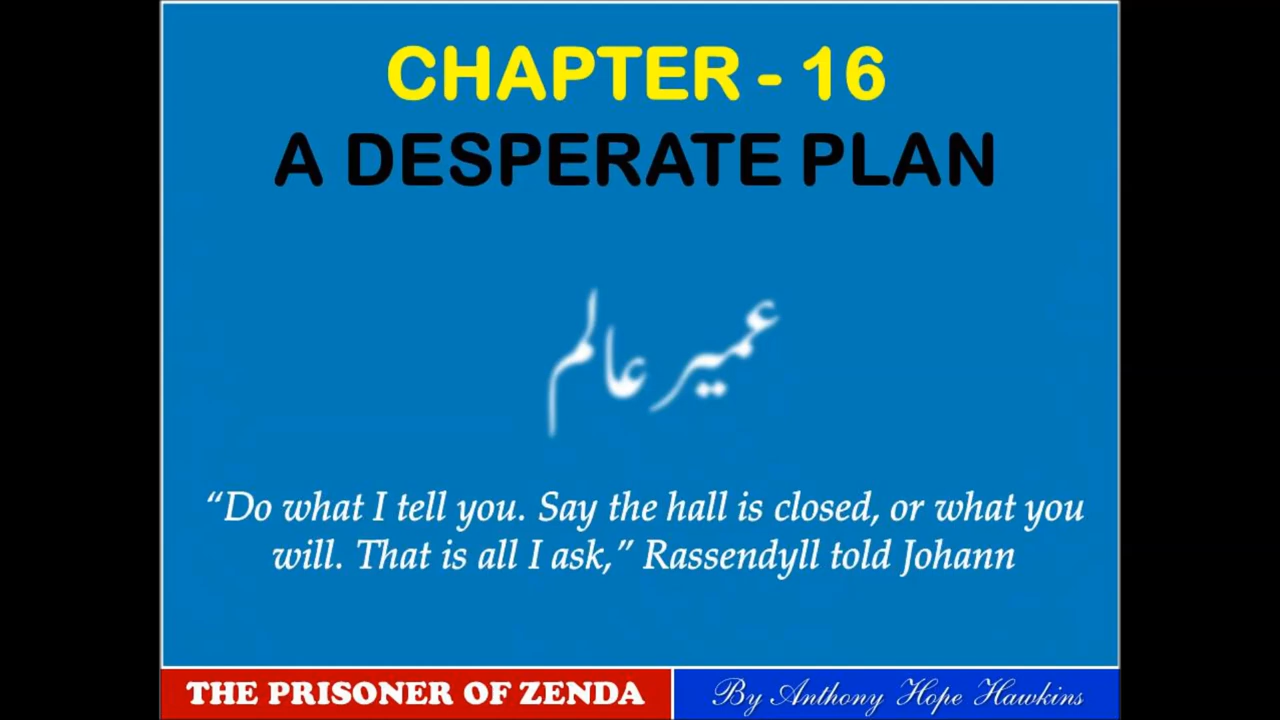 CHAPTER - 16
A DESPERATE PLAN
عمیر عالم
“Do what I tell you. Say the hall is closed, or what you
will. That is all I ask,” Rassendyll told Johann
THE PRISONER OF ZENDA
By Anthony Hope Hawkins